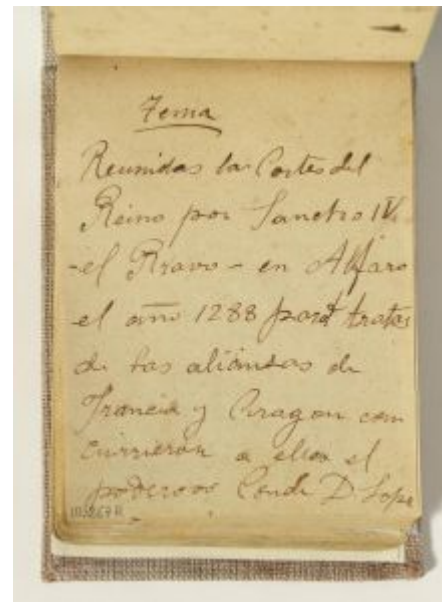 Tema
Reunidas las Cortes del
Reino por Sancho IV
-el Bravo- en Alfaro
el año 1288 para tratar
de las alianzas de
Francia y Aragon con
currieron a ellas el
poderoso Conde D Lope